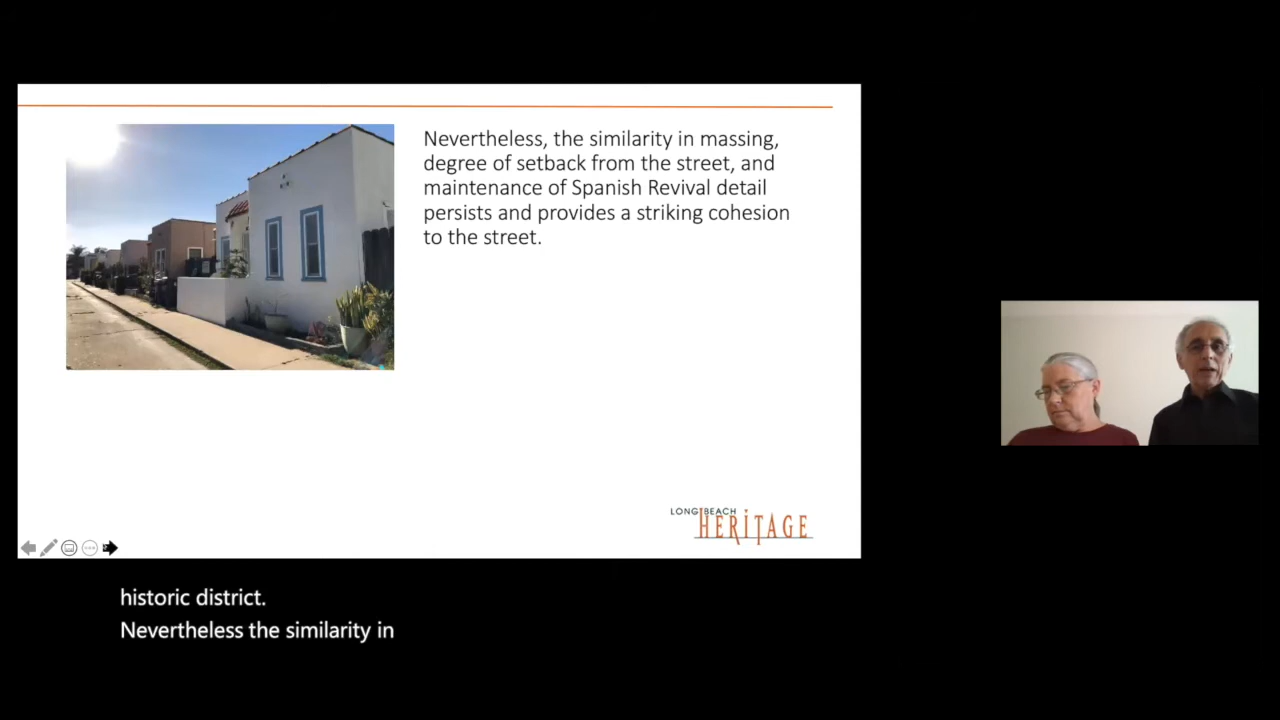 Nevertheless, the similarity in massing,
degree of setback from the street, and
maintenance of Spanish Revival detail
persists and provides a striking cohesion
to the street.
LONG BEACH
HERITAGE
historic district.
Nevertheless the similarity in